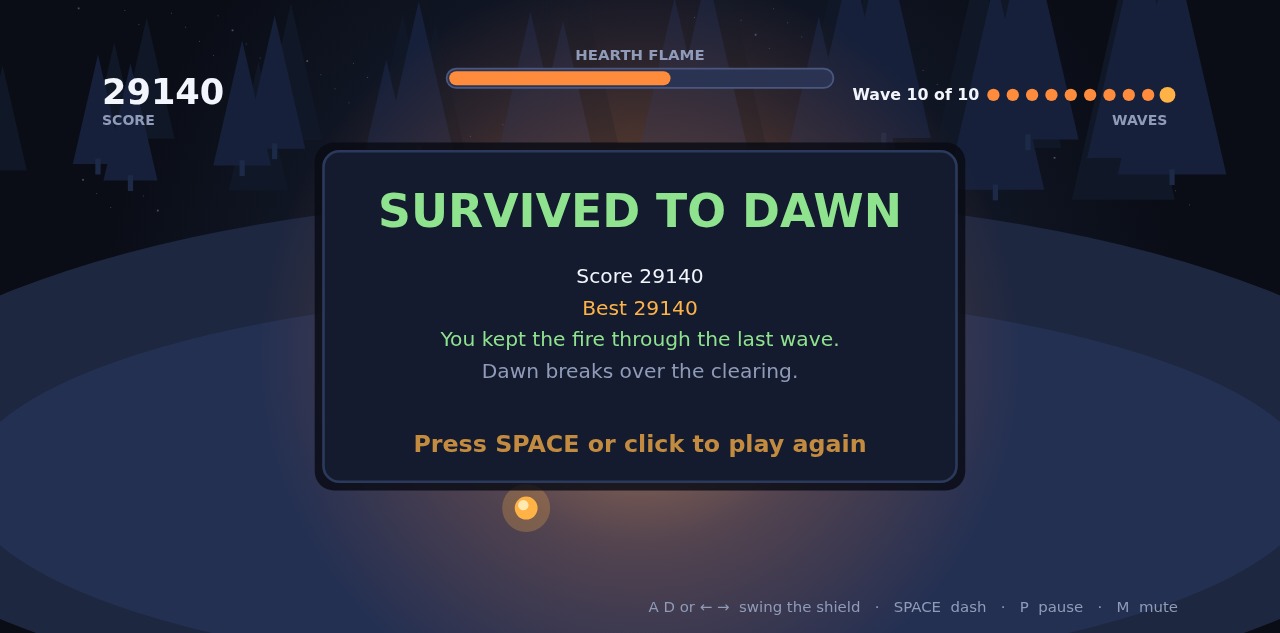 HEARTH FLAME
29140
SCORE
Wave 10 of 10
WAVES
SURVIVED TO DAWN
Score 29140
Best 29140
You kept the fire through the last wave.
Dawn breaks over the clearing.
Press SPACE or click to play again
A D or ← → swing the shield · SPACE dash · P pause · M mute